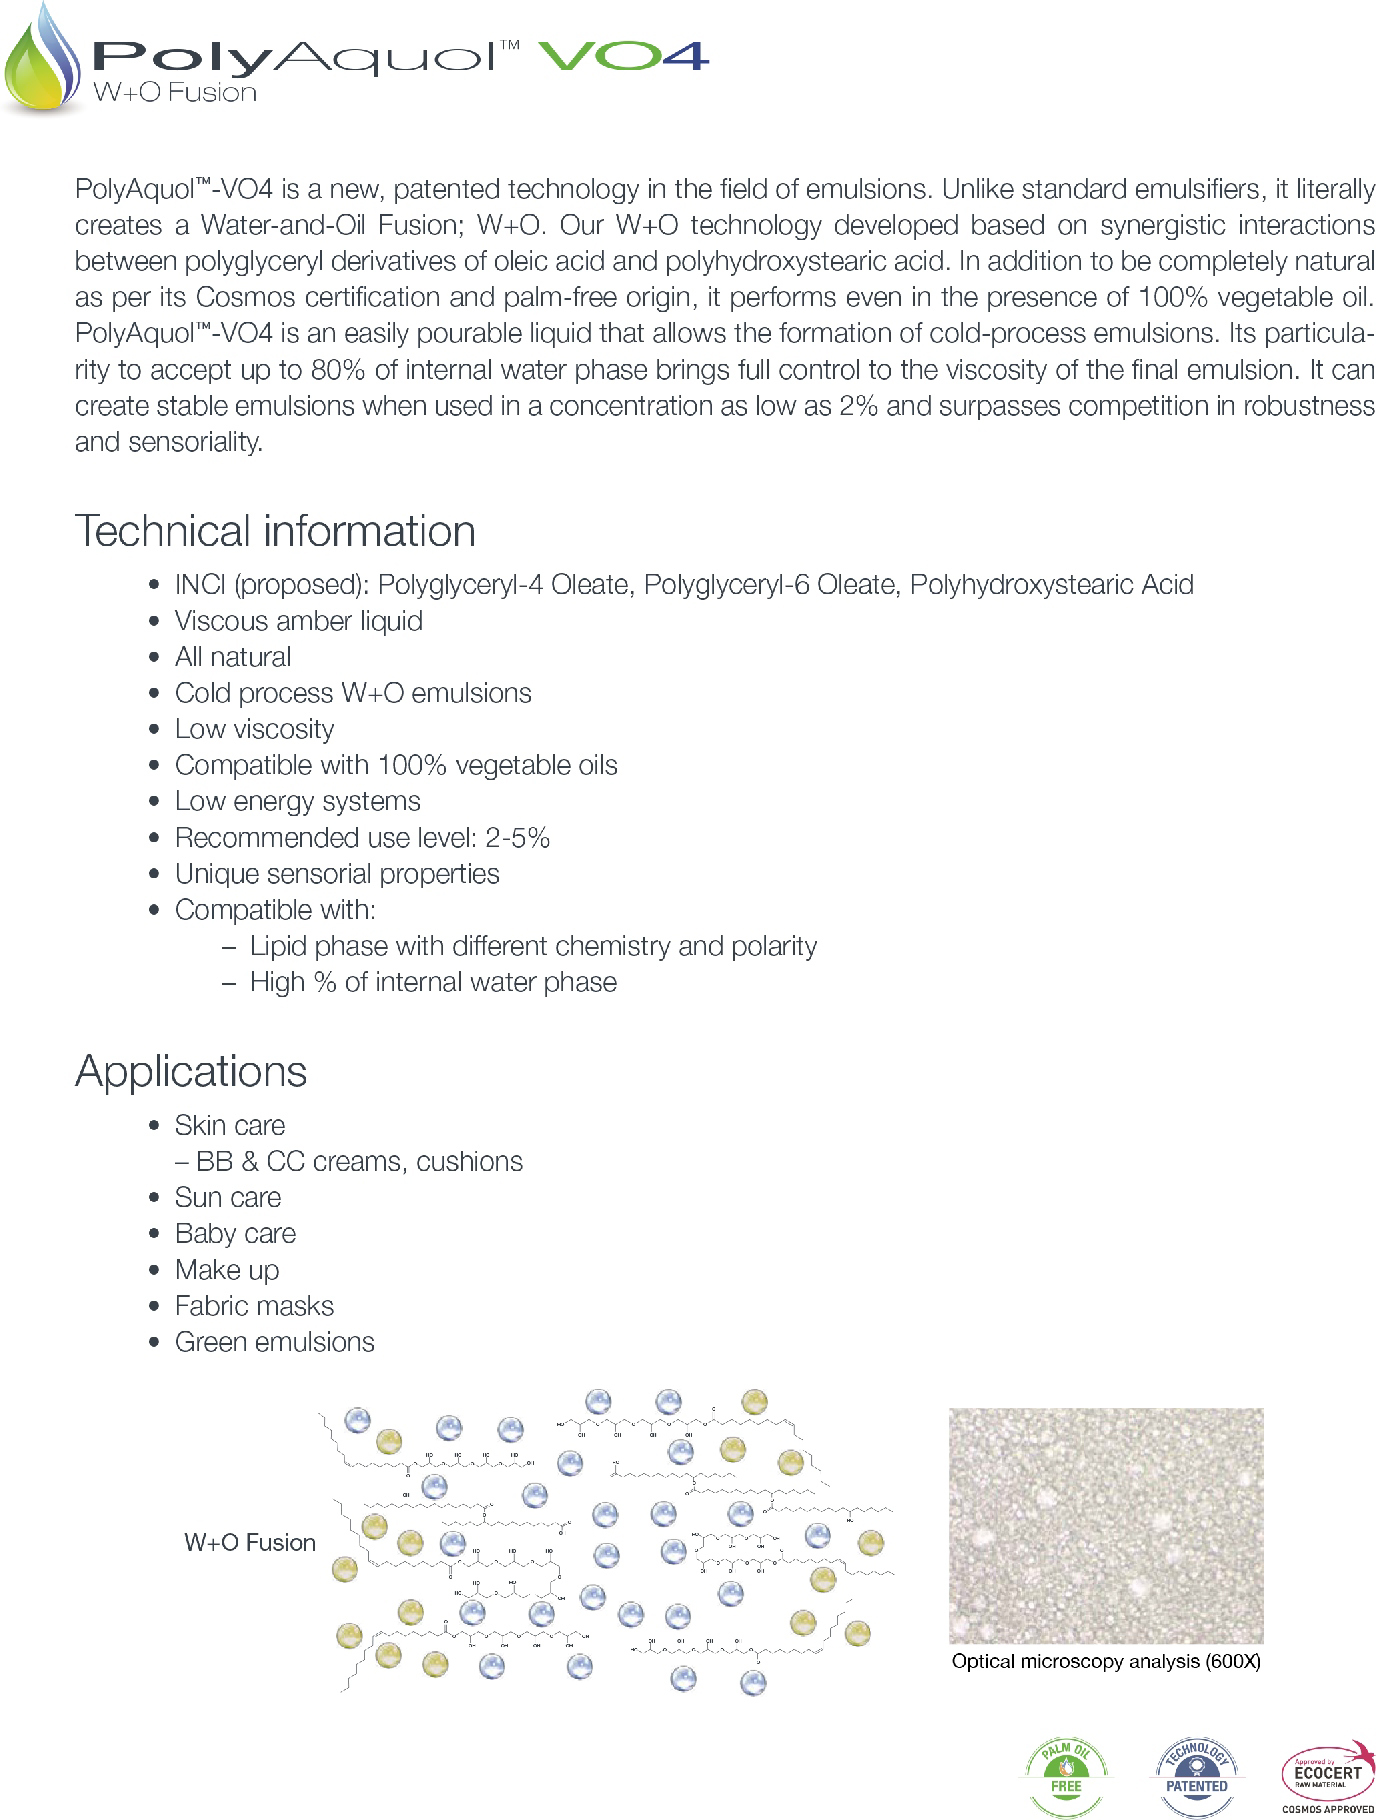 PolyAquol™ VO4
W+O Fusion
PolyAquol™-VO4 is a new, patented technology in the field of emulsions. Unlike standard emulsifiers, it literally
creates a Water-and-Oil Fusion; W+O. Our W+O technology developed based on synergistic interactions
between polyglyceryl derivatives of oleic acid and polyhydroxystearic acid. In addition to be completely natural
as per its Cosmos certification and palm-free origin, it performs even in the presence of 100% vegetable oil.
PolyAquol™-VO4 is an easily pourable liquid that allows the formation of cold-process emulsions. Its particula-
rity to accept up to 80% of internal water phase brings full control to the viscosity of the final emulsion. It can
create stable emulsions when used in a concentration as low as 2% and surpasses competition in robustness
and sensoriality.
Technical information
• INCI (proposed): Polyglyceryl-4 Oleate, Polyglyceryl-6 Oleate, Polyhydroxystearic Acid
• Viscous amber liquid
• All natural
• Cold process W+O emulsions
• Low viscosity
• Compatible with 100% vegetable oils
• Low energy systems
• Recommended use level: 2-5%
• Unique sensorial properties
• Compatible with:
– Lipid phase with different chemistry and polarity
– High % of internal water phase
Applications
• Skin care
– BB & CC creams, cushions
• Sun care
• Baby care
• Make up
• Fabric masks
• Green emulsions
W+O Fusion
Optical microscopy analysis (600X)
PALM OIL
FREE
TECHNOLOGY
PATENTED
Approved by
ECOCERT
RAW MATERIAL
COSMOS APPROVED